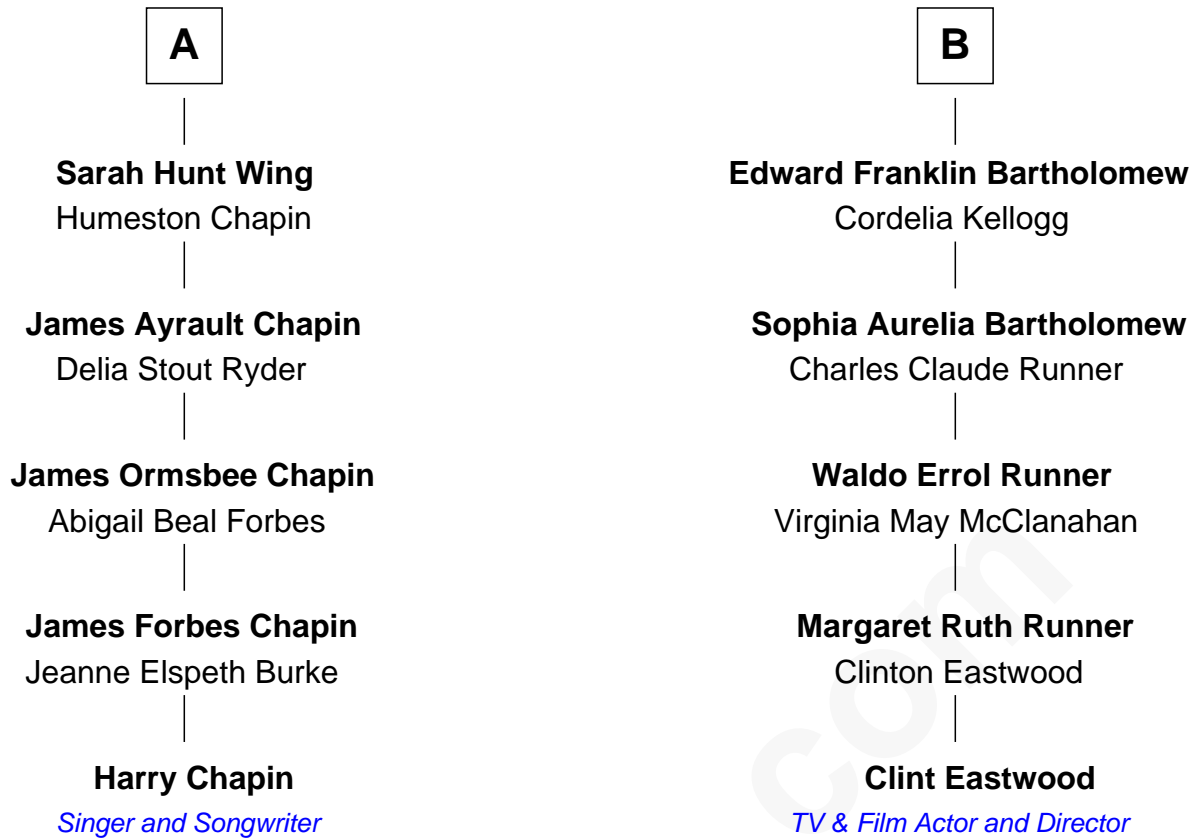 A
Sarah Hunt Wing
Humeston Chapin
James Ayrault Chapin
Delia Stout Ryder
James Ormsbee Chapin
Abigail Beal Forbes
James Forbes Chapin
Jeanne Elspeth Burke
Harry Chapin
Singer and Songwriter
B
Edward Franklin Bartholomew
Cordelia Kellogg
Sophia Aurelia Bartholomew
Charles Claude Runner
Waldo Errol Runner
Virginia May McClanahan
Margaret Ruth Runner
Clinton Eastwood
Clint Eastwood
TV & Film Actor and Director
com